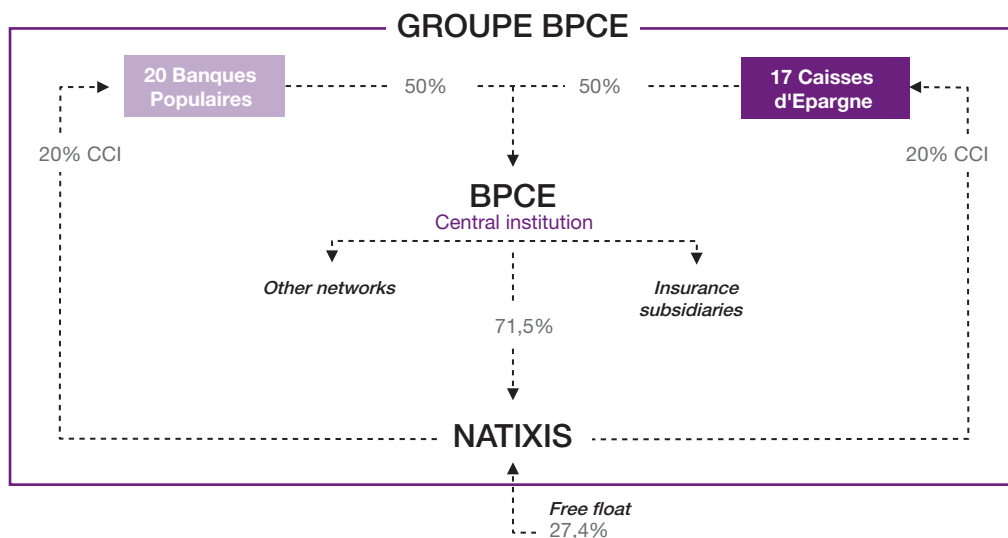 GROUPE BPCE
20 Banques
Populaires
50%
50%
17 Caisses
d'Epargne
20% CCI
20% CCI
BPCE
Central institution
Other networks
Insurance
subsidiaries
71,5%
NATIXIS
Free float
27,4%